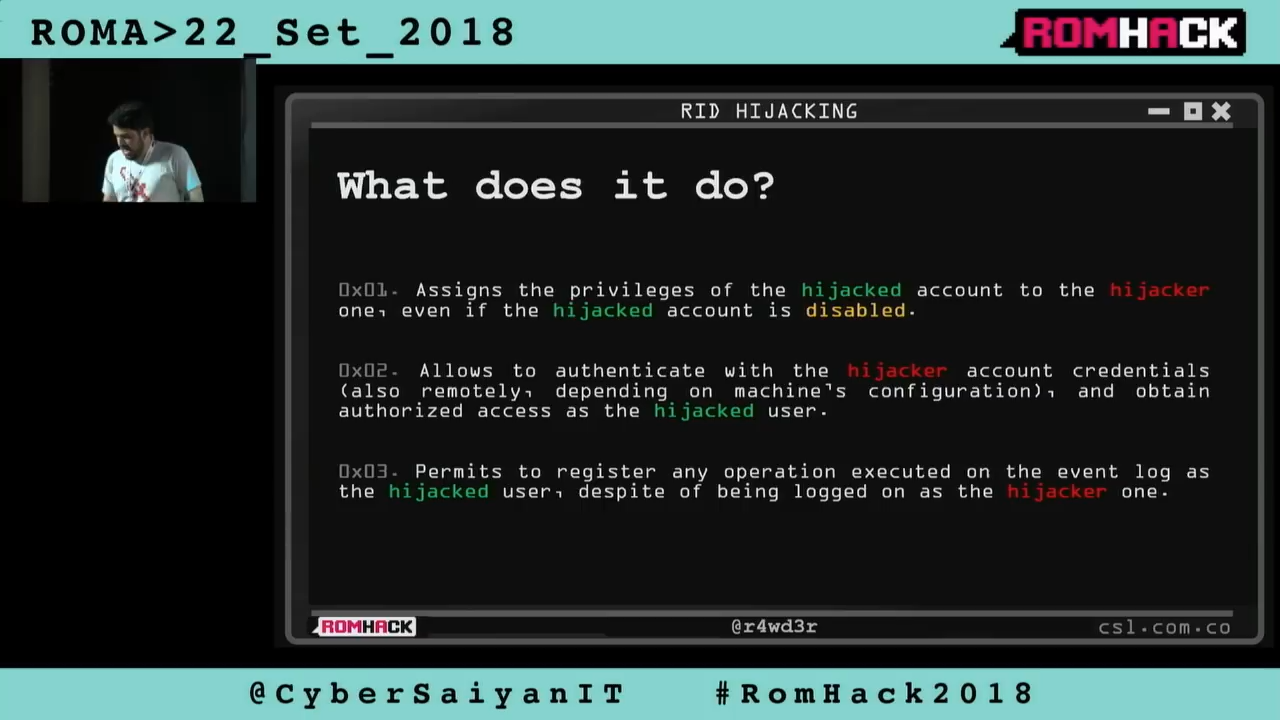 ROMA>22_Set_2018
ROMHACK
RID HIJACKING
What does it do?
0x01. Assigns the privileges of the hijacked account to the hijacker
one, even if the hijacked account is disabled.
0x02. Allows to authenticate with the hijacker account credentials
(also remotely, depending on machine's configuration), and obtain
authorized access as the hijacked user.
0x03. Permits to register any operation executed on the event log as
the hijacked user, despite of being logged on as the hijacker one.
ROMHACK
@r4wd3r
csl.com.co
@CyberSaiyanIT
#RomHack2018